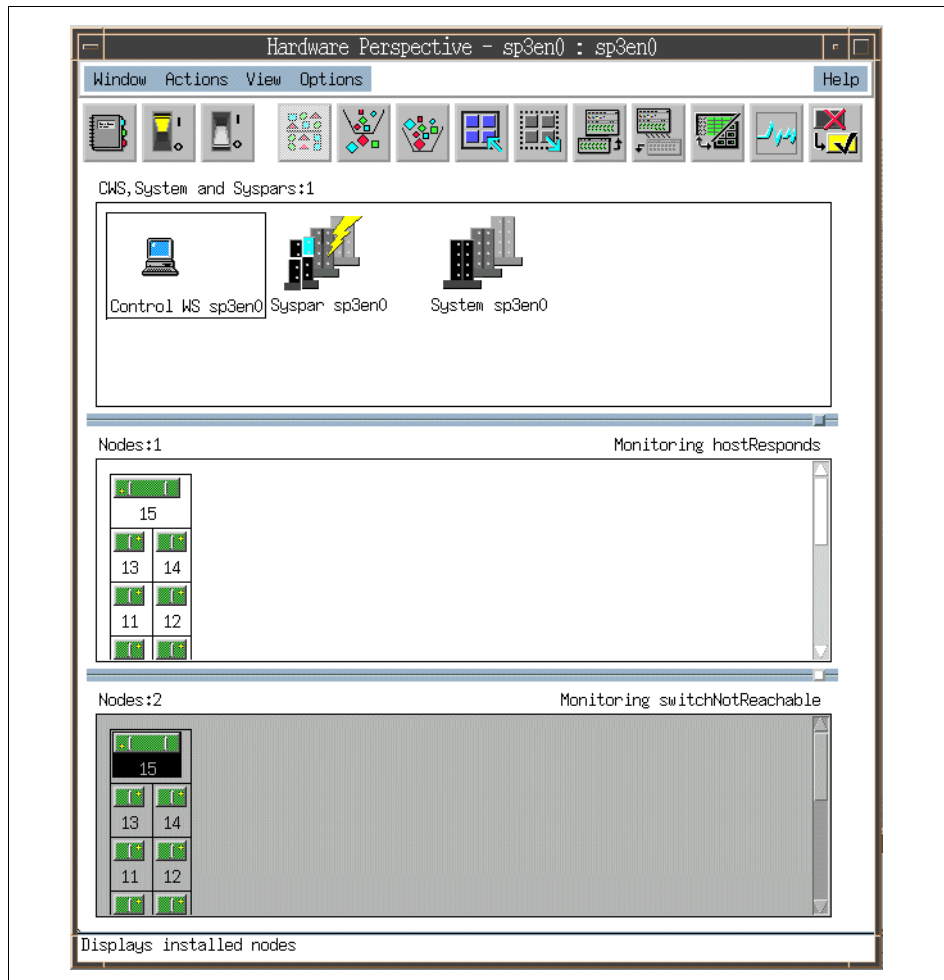 Hardware Perspective - sp3en0 : sp3en0
Window Actions View Options Help
CWS,System and Syspars:1
Control WS sp3en0 Syspar sp3en0 System sp3en0
Nodes:1 Monitoring hostResponds
15
13 14
11 12
Nodes:2 Monitoring switchNotReachable
15
13 14
11 12
Displays installed nodes